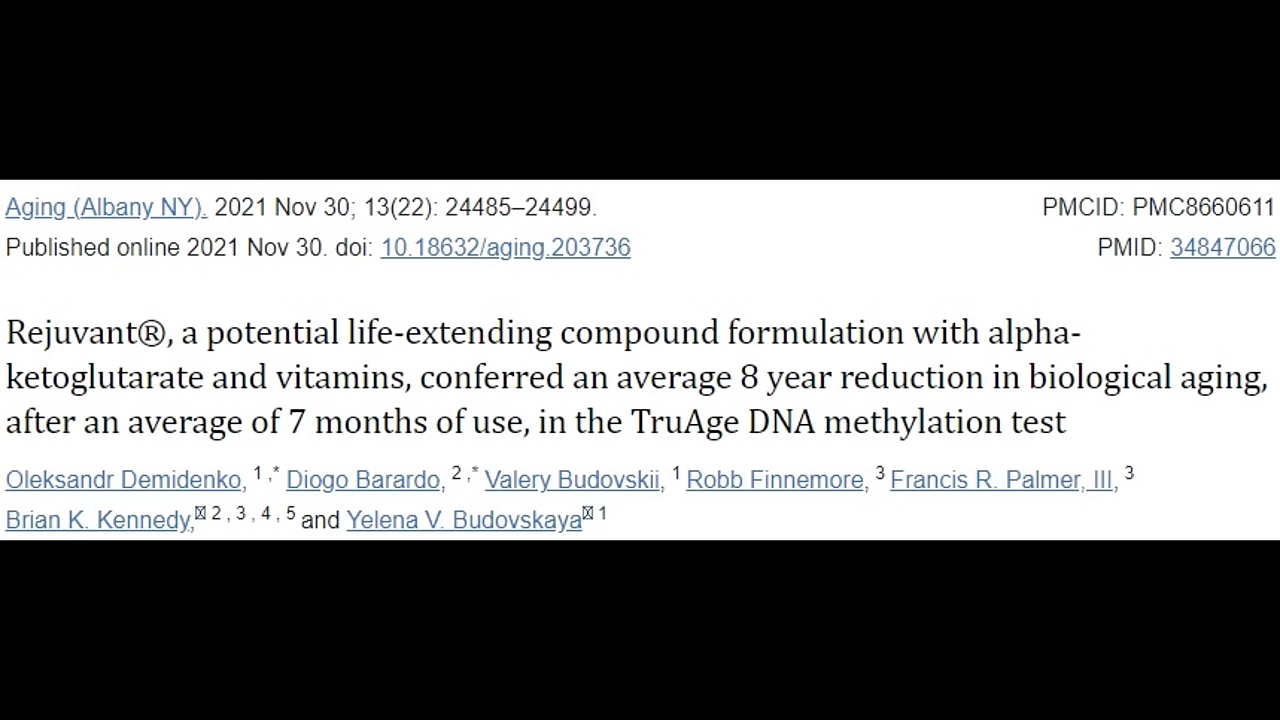 Aging (Albany NY). 2021 Nov 30; 13(22): 24485–24499. PMCID: PMC8660611
Published online 2021 Nov 30. doi: 10.18632/aging.203736 PMID: 34847066
Rejuvant®, a potential life-extending compound formulation with alpha-
ketoglutarate and vitamins, conferred an average 8 year reduction in biological aging,
after an average of 7 months of use, in the TruAge DNA methylation test
Oleksandr Demidenko, 1 ,* Diogo Barardo, 2 ,* Valery Budovskii, 1 Robb Finnemore, 3 Francis R. Palmer, III, 3
Brian K. Kennedy, 2 , 3 , 4 , 5 and Yelena V. Budovskaya 1